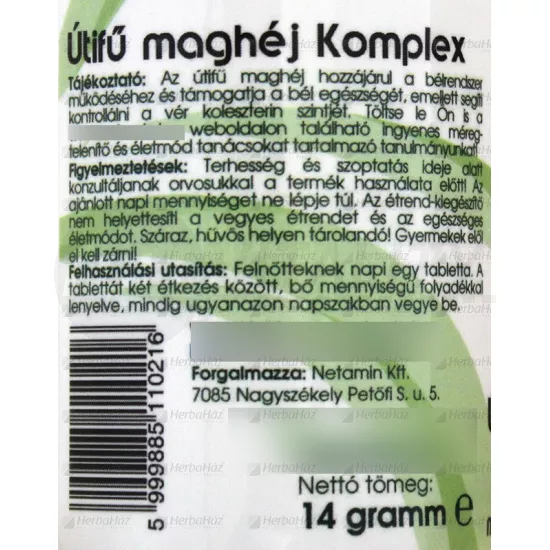 Útifű maghéj Komplex
Tájékoztató: Az útifű maghéj hozzájárul a bélrendszer
működéséhez és támogatja a bél egészségét, emellett segít
kontrollálni a vér koleszterin szintjét. Töltse le Ön is a
weboldalon található ingyenes méreg-
telenítő és életmód tanácsokat tartalmazó tanulmányunkat!
Figyelmeztetések: Terhesség és szoptatás ideje alatt
konzultáljanak orvosukkal a termék használata előtt! Az
ajánlott napi mennyiséget ne lépje túl. Az étrend-kiegészítő
nem helyettesíti a vegyes étrendet és az egészséges
életmódot. Száraz, hűvös helyen tárolandó! Gyermekek elől
el kell zárni!
Felhasználási utasítás: Felnőtteknek napi egy tabletta. A
tablettát két étkezés között, bő mennyiségű folyadékkal
lenyelve, mindig ugyanazon napszakban vegye be.
Forgalmazza: Netamin Kft.
7085 Nagyszékely Petőfi S. u. 5.
5 999885 110216
Nettó tömeg:
14 gramm e
HerbaHáz